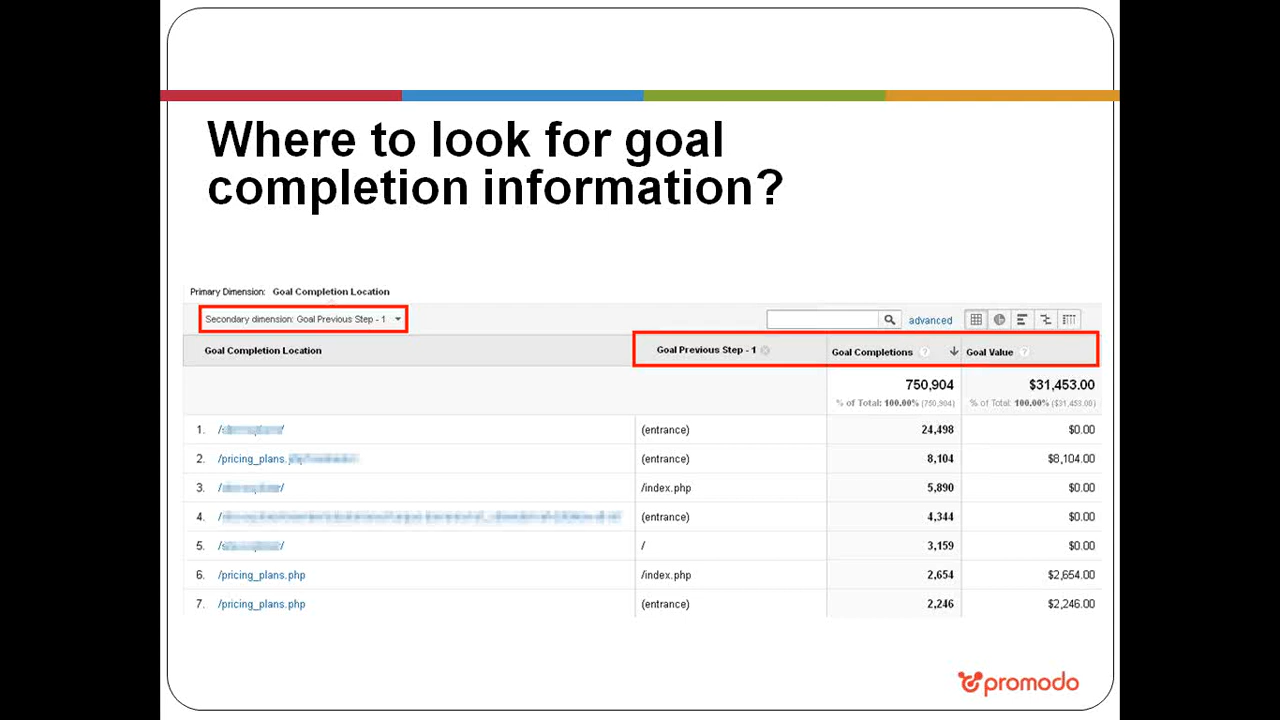 Where to look for goal
completion information?
Primary Dimension: Goal Completion Location
Secondary dimension: Goal Previous Step - 1
advanced
Goal Completion Location Goal Previous Step - 1 Goal Completions ? Goal Value ?
750,904 $31,453.00
% of Total: 100.00% (750,904) % of Total: 100.00% ($31,453.00)
1. / / (entrance) 24,498 $0.00
2. /pricing_plans. (entrance) 8,104 $8,104.00
3. / / /index.php 5,890 $0.00
4. / (entrance) 4,344 $0.00
5. / / / 3,159 $0.00
6. /pricing_plans.php /index.php 2,654 $2,654.00
7. /pricing_plans.php (entrance) 2,246 $2,246.00
promodo